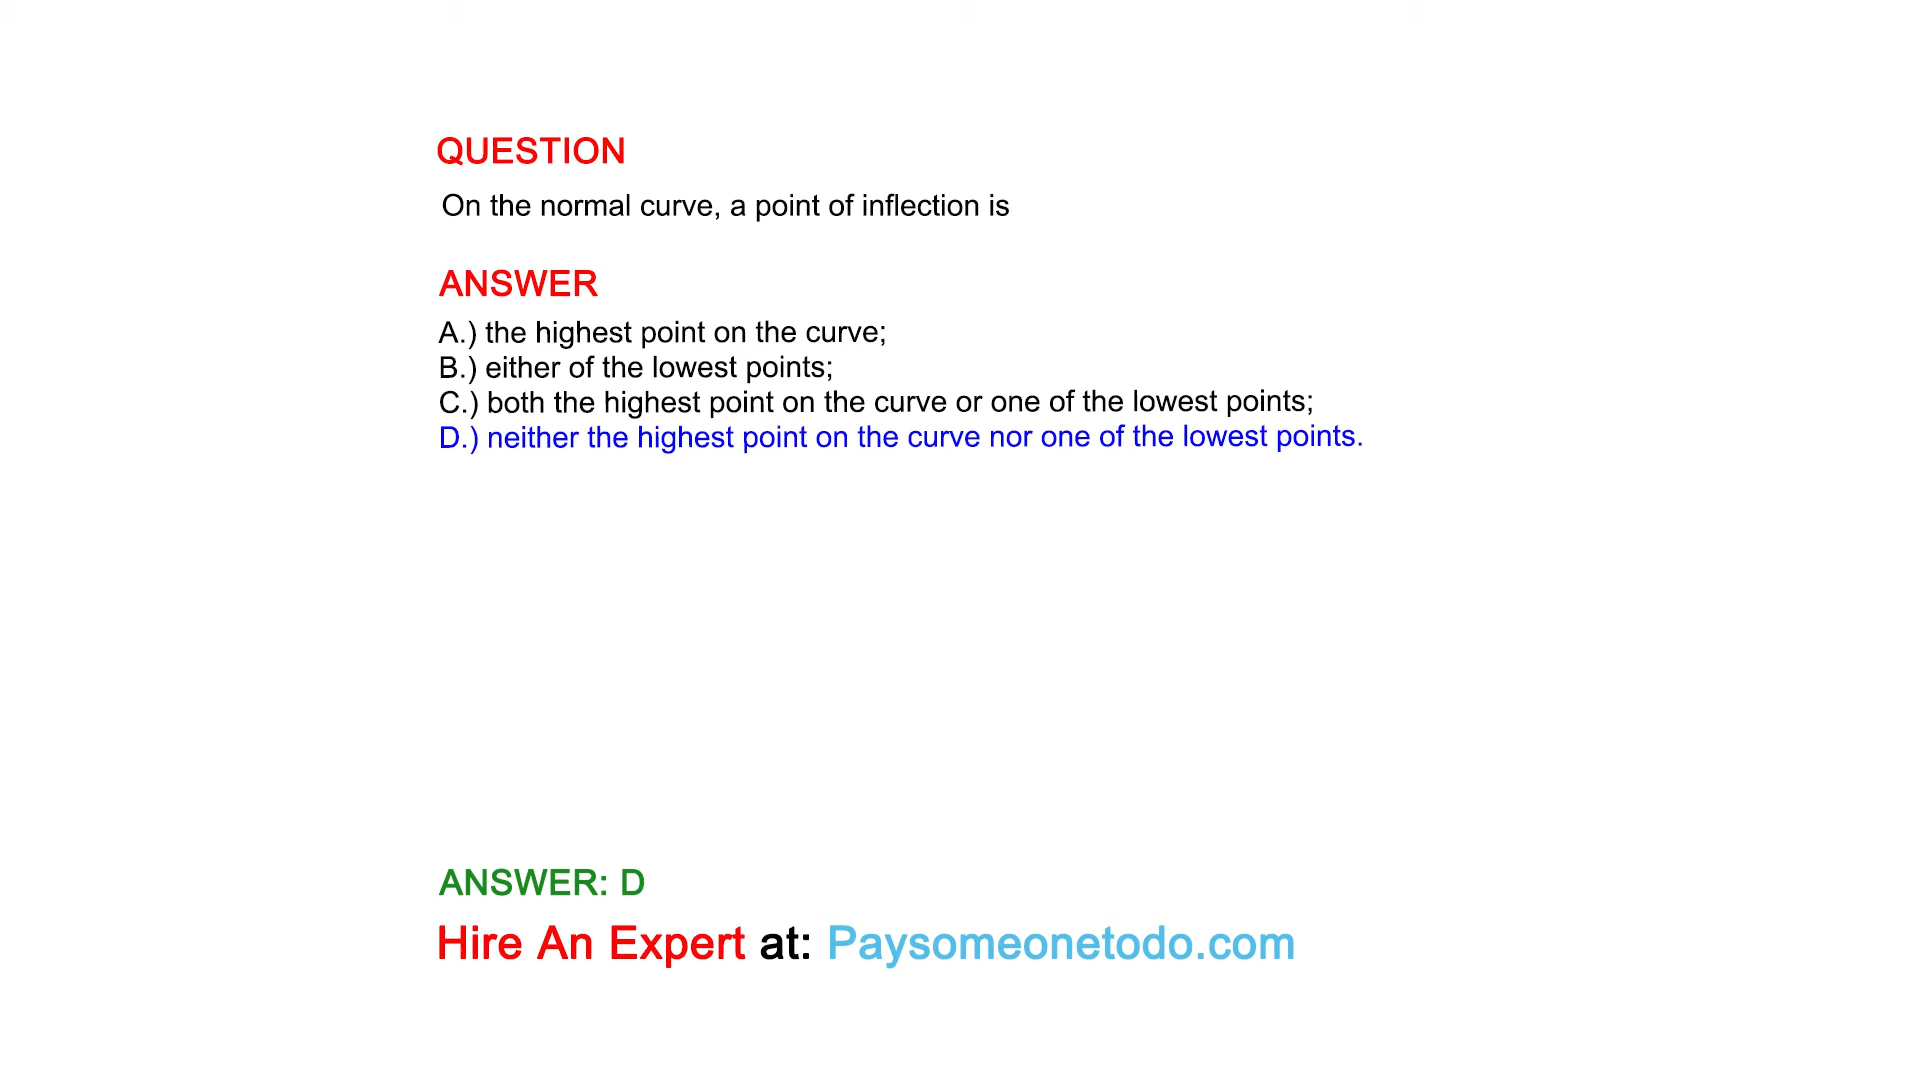 QUESTION
On the normal curve, a point of inflection is
ANSWER
A.) the highest point on the curve;
B.) either of the lowest points;
C.) both the highest point on the curve or one of the lowest points;
D.) neither the highest point on the curve nor one of the lowest points.
ANSWER: D
Hire An Expert at: Paysomeonetodo.com